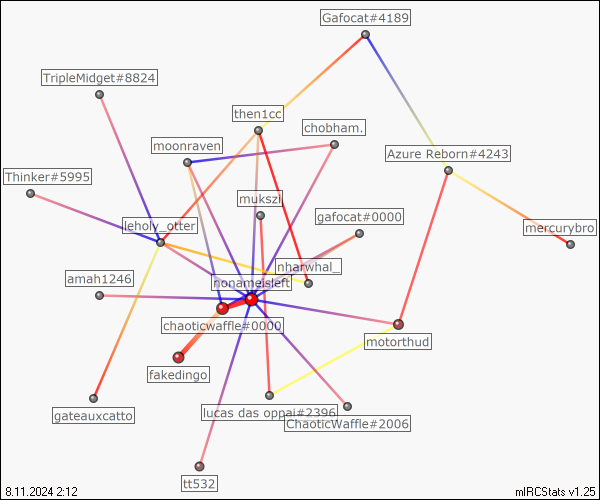 Gafocat#4189
TripleMidget#8824
then1cc
chobham.
moonraven
Azure Reborn#4243
Thinker#5995
mukszi
gafocat#0000
leholy_otter
mercurybro
nharwhal_
amah1246
nonameisleft
chaoticwaffle#0000
motorthud
fakedingo
lucas das oppai#2396
gateauxcatto
ChaoticWaffle#2006
tt532
8.11.2024 2:12
mIRCStats v1.25